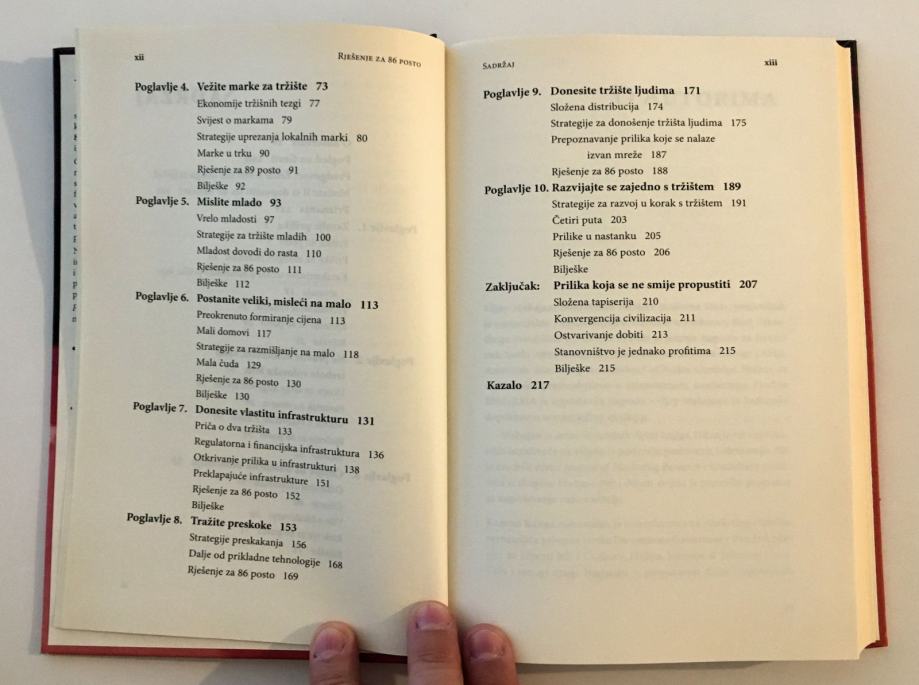 xii
Rješenje za 86 posto
Poglavlje 4. Vežite marke za tržište 73
Ekonomije tržišnih tezgi 77
Svijest o markama 79
Strategije uprezanja lokalnih marki 80
Marke u trku 90
Rješenje za 89 posto 91
Bilješke 92
Poglavlje 5. Mislite mlado 93
Vrelo mladosti 97
Strategije za tržište mladih 100
Mladost dovodi do rasta 110
Rješenje za 86 posto 111
Bilješke 112
Poglavlje 6. Postanite veliki, misleći na malo 113
Preokrenuto formiranje cijena 113
Mali domovi 117
Strategije za razmišljanje na malo 118
Mala čuda 129
Rješenje za 86 posto 130
Bilješke 130
Poglavlje 7. Donesite vlastitu infrastrukturu 131
Priča o dva tržišta 133
Regulatorna i financijska infrastruktura 136
Otkrivanje prilika u infrastrukturi 138
Preklapajuće infrastrukture 151
Rješenje za 86 posto 152
Bilješke
Poglavlje 8. Tražite preskoke 153
Strategije preskakanja 156
Dalje od prikladne tehnologije 168
Rješenje za 86 posto 169
Sadržaj
xiii
Poglavlje 9. Donesite tržište ljudima 171
Složena distribucija 174
Strategije za donošenje tržišta ljudima 175
Prepoznavanje prilika koje se nalaze
izvan mreže 187
Rješenje za 86 posto 188
Poglavlje 10. Razvijajte se zajedno s tržištem 189
Strategije za razvoj u korak s tržištem 191
Četiri puta 203
Prilike u nastanku 205
Rješenje za 86 posto 206
Bilješke
Zaključak: Prilika koja se ne smije propustiti 207
Složena tapiserija 210
Konvergencija civilizacija 211
Ostvarivanje dobiti 213
Stanovništvo je jednako profitima 215
Bilješke 215
Kazalo 217